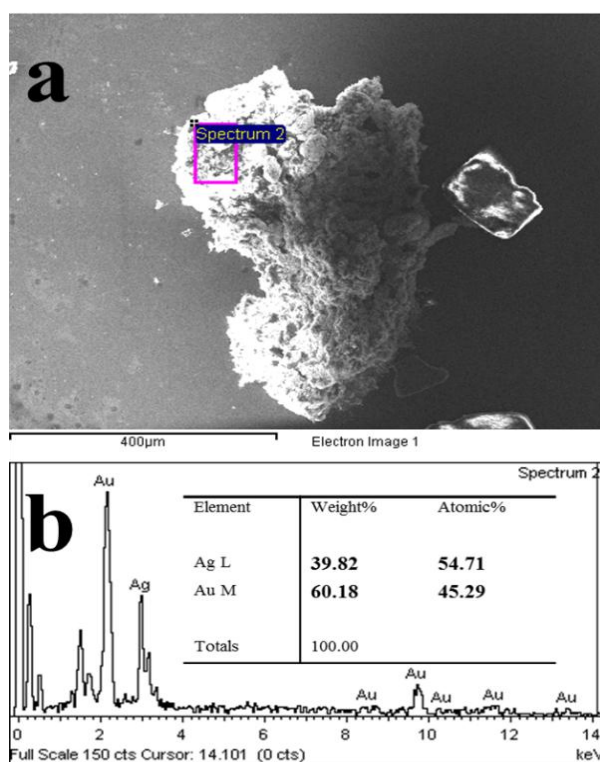 a
Spectrum 2
400µm Electron Image 1
Spectrum 2
b
Au
Ag
Element Weight% Atomic%
Ag L 39.82 54.71
Au M 60.18 45.29
Totals 100.00
Au Au Au Au Au
0 2 4 6 8 10 12 14
Full Scale 150 cts Cursor: 14.101 (0 cts) keV